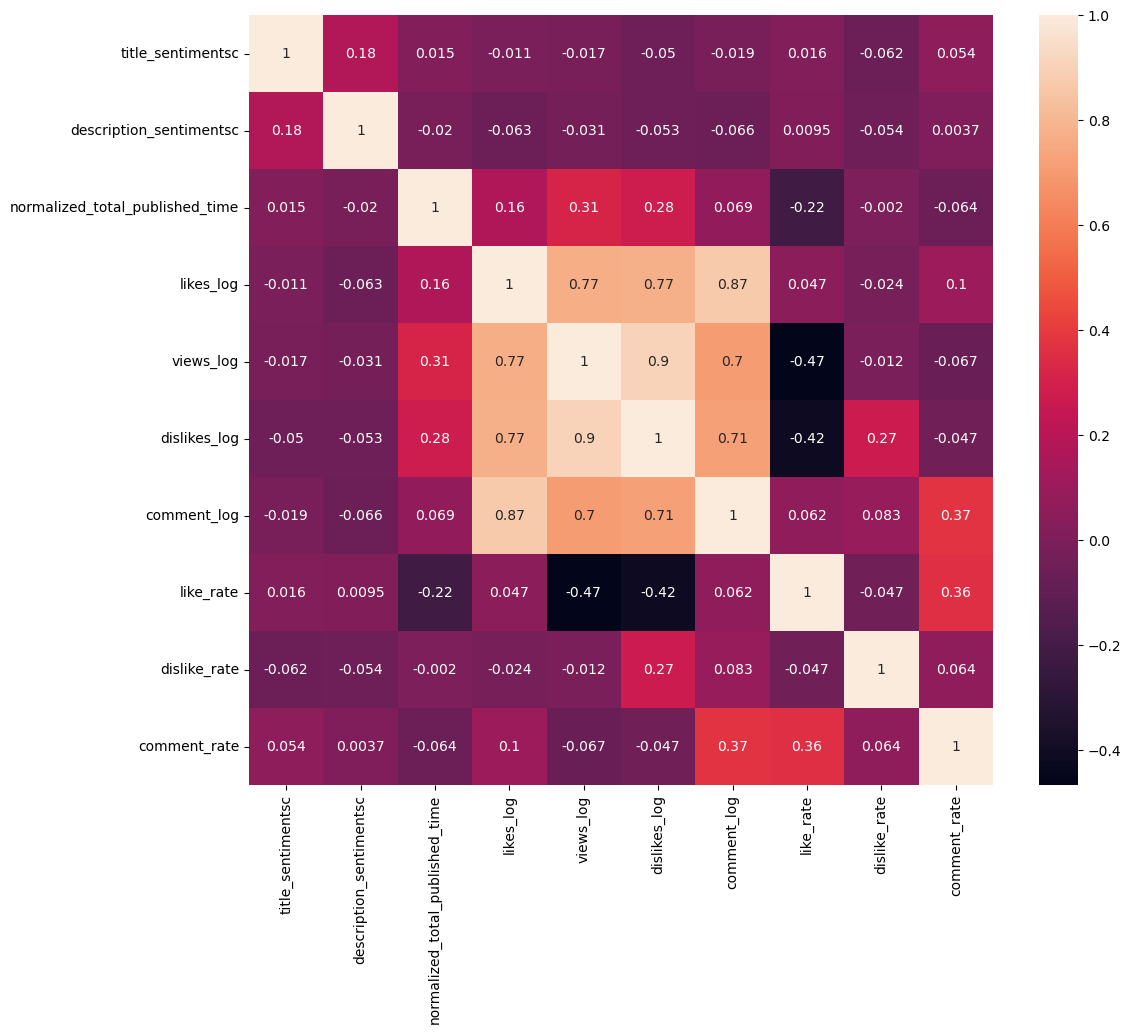 title_sentimentsc 1 0.18 0.015 -0.011 -0.017 -0.05 -0.019 0.016 -0.062 0.054
description_sentimentsc 0.18 1 -0.02 -0.063 -0.031 -0.053 -0.066 0.0095 -0.054 0.0037
normalized_total_published_time 0.015 -0.02 1 0.16 0.31 0.28 0.069 -0.22 -0.002 -0.064
likes_log -0.011 -0.063 0.16 1 0.77 0.77 0.87 0.047 -0.024 0.1
views_log -0.017 -0.031 0.31 0.77 1 0.9 0.7 -0.47 -0.012 -0.067
dislikes_log -0.05 -0.053 0.28 0.77 0.9 1 0.71 -0.42 0.27 -0.047
comment_log -0.019 -0.066 0.069 0.87 0.7 0.71 1 0.062 0.083 0.37
like_rate 0.016 0.0095 -0.22 0.047 -0.47 -0.42 0.062 1 -0.047 0.36
dislike_rate -0.062 -0.054 -0.002 -0.024 -0.012 0.27 0.083 -0.047 1 0.064
comment_rate 0.054 0.0037 -0.064 0.1 -0.067 -0.047 0.37 0.36 0.064 1
title_sentimentsc
description_sentimentsc
normalized_total_published_time
likes_log
views_log
dislikes_log
comment_log
like_rate
dislike_rate
comment_rate
1.0
0.8
0.6
0.4
0.2
0.0
−0.2
−0.4